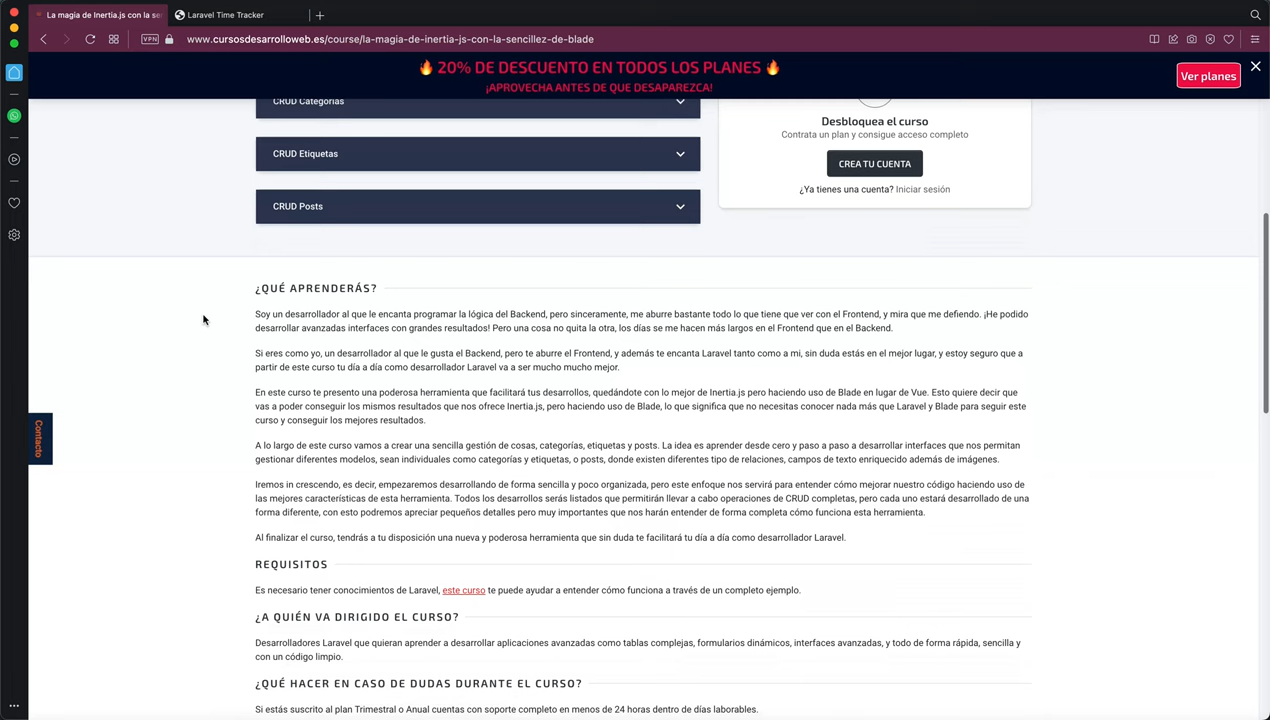 La magia de Inertia.js con la se
Laravel Time Tracker
VPN
www.cursosdesarrolloweb.es/course/la-magia-de-inertia-js-con-la-sencillez-de-blade
🔥 20% DE DESCUENTO EN TODOS LOS PLANES 🔥
¡APROVECHA ANTES DE QUE DESAPAREZCA!
Ver planes
CRUD Categorías
CRUD Etiquetas
CRUD Posts
Desbloquea el curso
Contrata un plan y consigue acceso completo
CREA TU CUENTA
¿Ya tienes una cuenta? Iniciar sesión
Contacto
¿QUÉ APRENDERÁS?
Soy un desarrollador al que le encanta programar la lógica del Backend, pero sinceramente, me aburre bastante todo lo que tiene que ver con el Frontend, y mira que me defiendo. ¡He podido
desarrollar avanzadas interfaces con grandes resultados! Pero una cosa no quita la otra, los días se me hacen más largos en el Frontend que en el Backend.
Si eres como yo, un desarrollador al que le gusta el Backend, pero te aburre el Frontend, y además te encanta Laravel tanto como a mi, sin duda estás en el mejor lugar, y estoy seguro que a
partir de este curso tu día a día como desarrollador Laravel va a ser mucho mucho mejor.
En este curso te presento una poderosa herramienta que facilitará tus desarrollos, quedándote con lo mejor de Inertia.js pero haciendo uso de Blade en lugar de Vue. Esto quiere decir que
vas a poder conseguir los mismos resultados que nos ofrece Inertia.js, pero haciendo uso de Blade, lo que significa que no necesitas conocer nada más que Laravel y Blade para seguir este
curso y conseguir los mejores resultados.
A lo largo de este curso vamos a crear una sencilla gestión de cosas, categorías, etiquetas y posts. La idea es aprender desde cero y paso a paso a desarrollar interfaces que nos permitan
gestionar diferentes modelos, sean individuales como categorías y etiquetas, o posts, donde existen diferentes tipo de relaciones, campos de texto enriquecido además de imágenes.
Iremos in crescendo, es decir, empezaremos desarrollando de forma sencilla y poco organizada, pero este enfoque nos servirá para entender cómo mejorar nuestro código haciendo uso de
las mejores características de esta herramienta. Todos los desarrollos serás listados que permitirán llevar a cabo operaciones de CRUD completas, pero cada uno estará desarrollado de una
forma diferente, con esto podremos apreciar pequeños detalles pero muy importantes que nos harán entender de forma completa cómo funciona esta herramienta.
Al finalizar el curso, tendrás a tu disposición una nueva y poderosa herramienta que sin duda te facilitará tu día a día como desarrollador Laravel.
REQUISITOS
Es necesario tener conocimientos de Laravel, este curso te puede ayudar a entender cómo funciona a través de un completo ejemplo.
¿A QUIÉN VA DIRIGIDO EL CURSO?
Desarrolladores Laravel que quieran aprender a desarrollar aplicaciones avanzadas como tablas complejas, formularios dinámicos, interfaces avanzadas, y todo de forma rápida, sencilla y
con un código limpio.
¿QUÉ HACER EN CASO DE DUDAS DURANTE EL CURSO?
Si estás suscrito al plan Trimestral o Anual cuentas con soporte completo en menos de 24 horas dentro de días laborables.